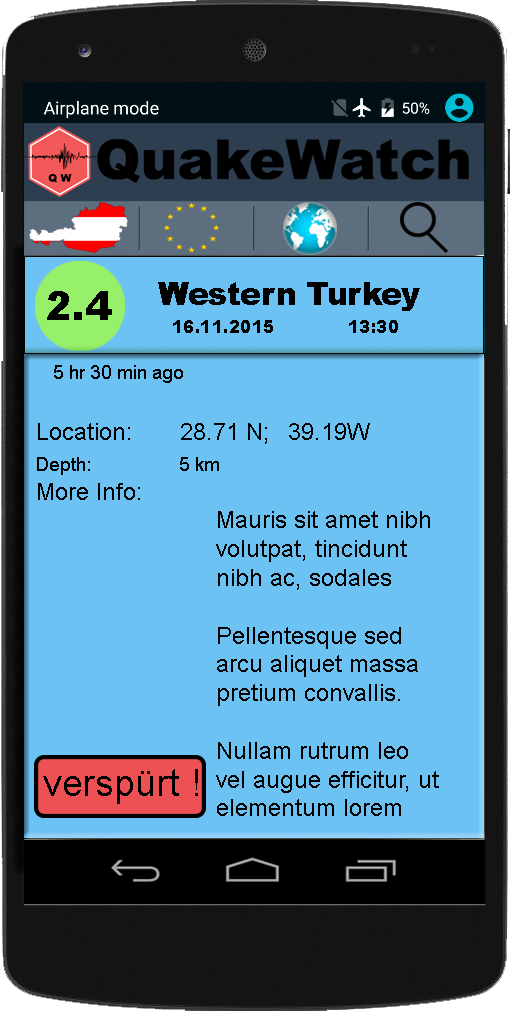 Airplane mode 50%
Q W
QuakeWatch
2.4
Western Turkey
16.11.2015 13:30
5 hr 30 min ago
Location: 28.71 N; 39.19W
Depth: 5 km
More Info:
Mauris sit amet nibh
volutpat, tincidunt
nibh ac, sodales
Pellentesque sed
arcu aliquet massa
pretium convallis.
Nullam rutrum leo
vel augue efficitur, ut
elementum lorem
verspürt !